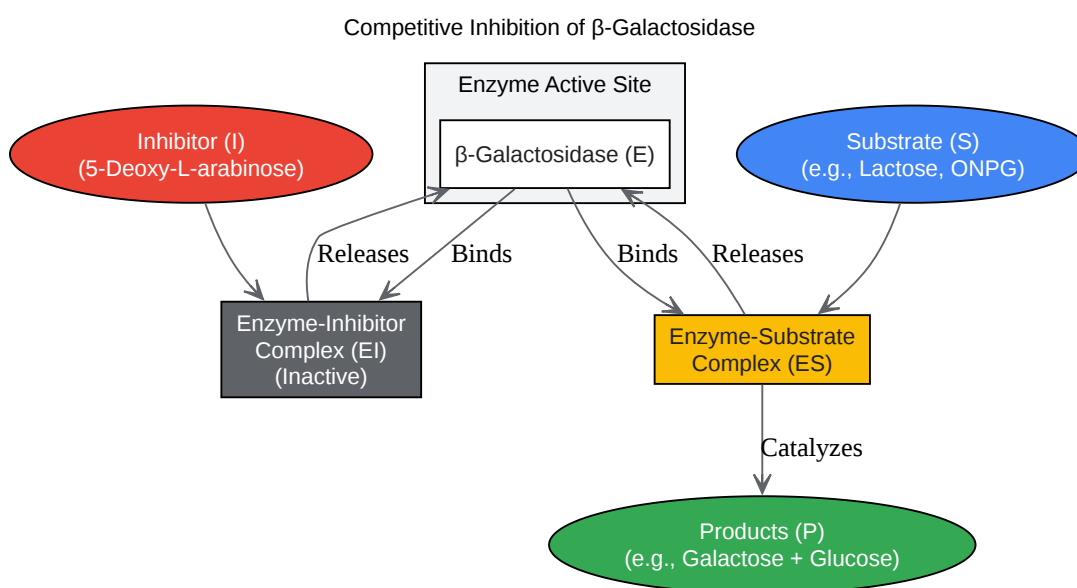 Competitive Inhibition of β-Galactosidase
Enzyme Active Site
β-Galactosidase (E)
Inhibitor (I)
(5-Deoxy-L-arabinose)
Substrate (S)
(e.g., Lactose, ONPG)
Releases
Binds
Binds
Releases
Enzyme-Inhibitor
Complex (EI)
(Inactive)
Enzyme-Substrate
Complex (ES)
Catalyzes
Products (P)
(e.g., Galactose + Glucose)